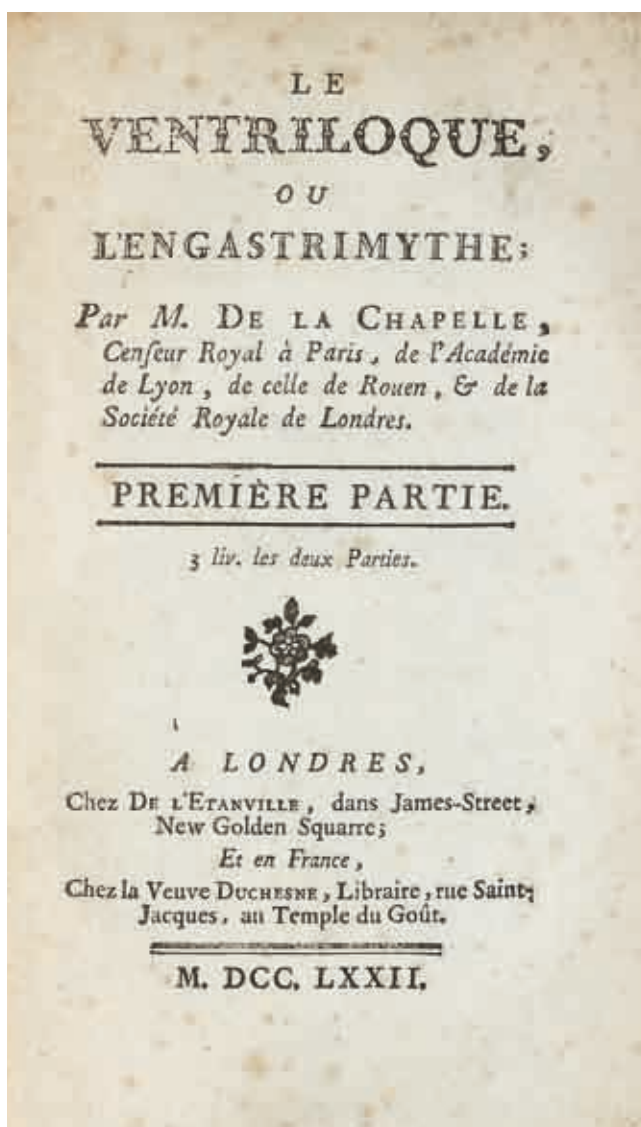 LE
VENTRILOQUE,
OU
L'ENGASTRIMYTHE;
Par M. DE LA CHAPELLE,
Cenſeur Royal à Paris, de l'Académie
de Lyon, de celle de Rouen, & de la
Société Royale de Londres.
PREMIÈRE PARTIE.
3 liv. les deux Parties.
A LONDRES,
Chez DE L'ETANVILLE, dans James-Street,
New Golden Squarre;
Et en France,
Chez la Veuve DUCHESNE, Libraire, rue Saint-
Jacques, au Temple du Goût.
M. DCC. LXXII.